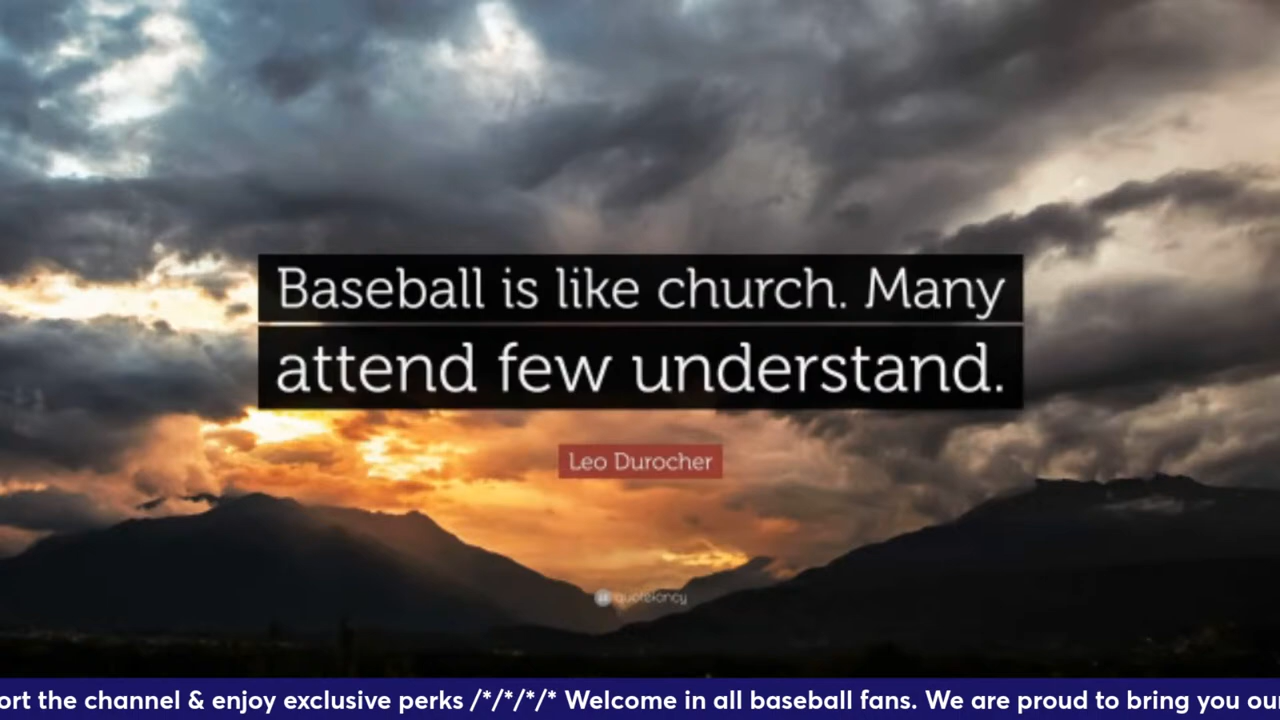 Baseball is like church. Many
attend few understand.
Leo Durocher
quotefancy
ort the channel & enjoy exclusive perks /*/*/*/* Welcome in all baseball fans. We are proud to bring you our